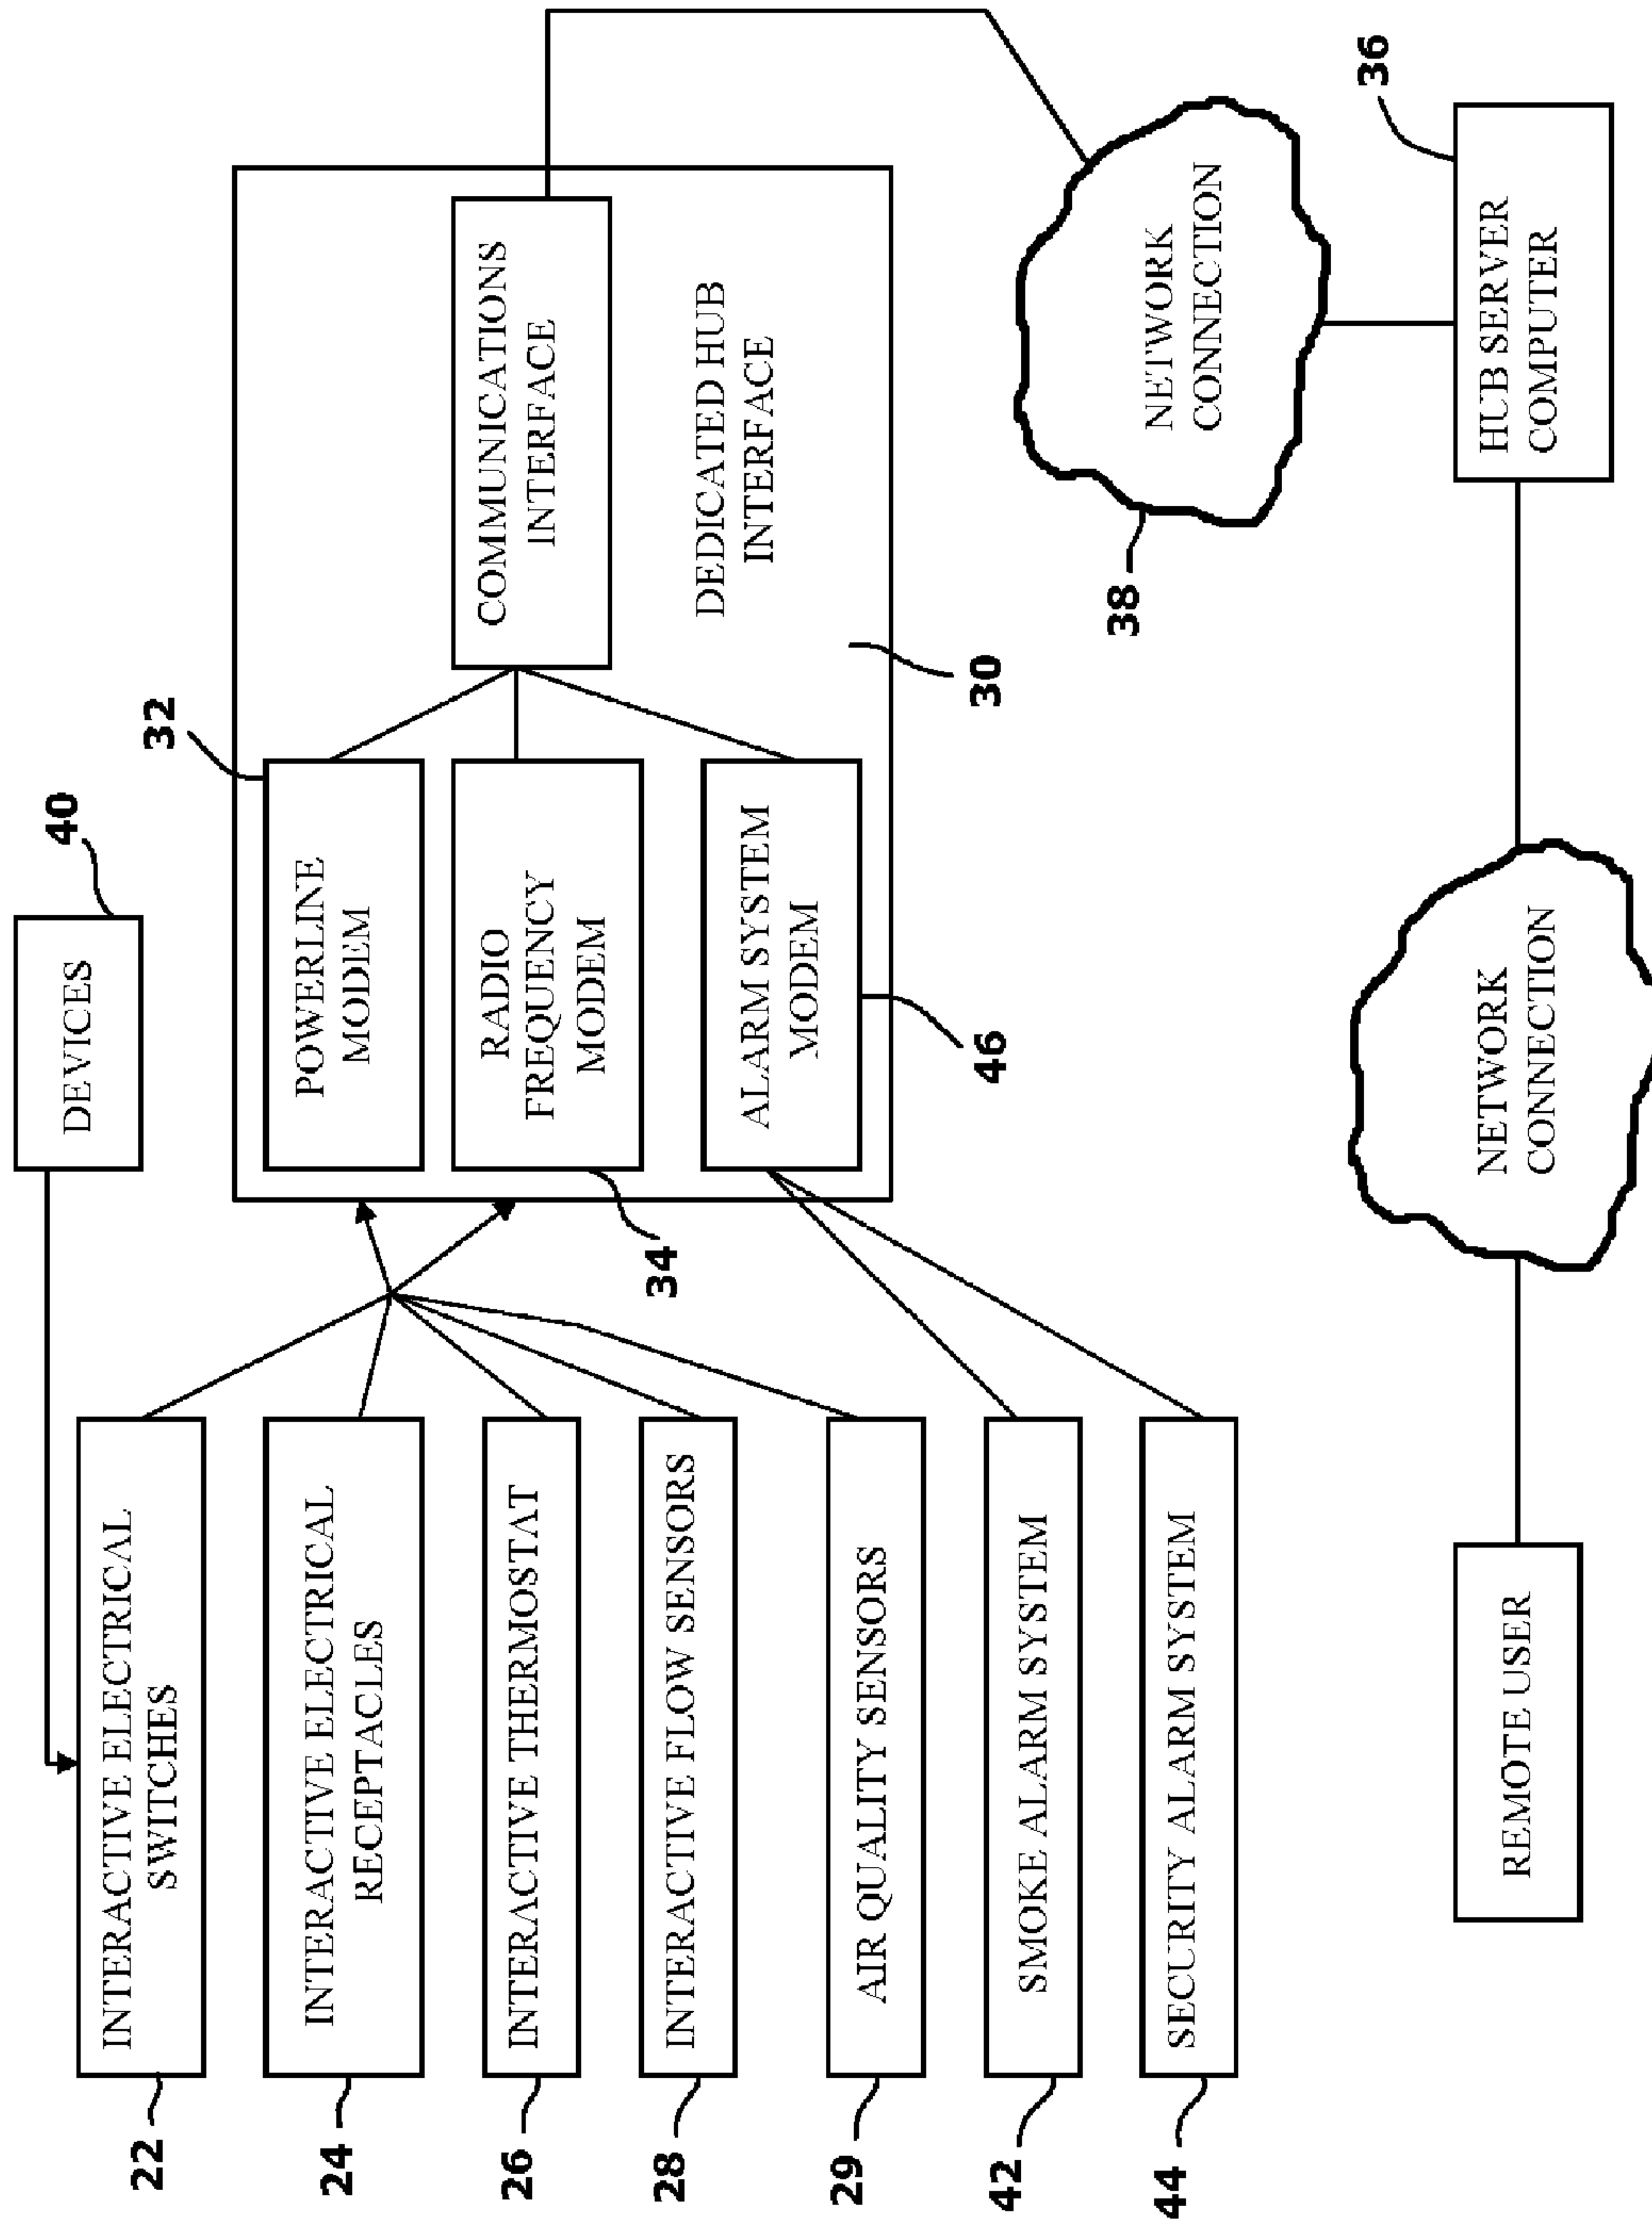 40
DEVICES
22
INTERACTIVE ELECTRICAL
SWITCHES
24
INTERACTIVE ELECTRICAL
RECEPTACLES
26
INTERACTIVE THERMOSTAT
28
INTERACTIVE FLOW SENSORS
29
AIR QUALITY SENSORS
42
SMOKE ALARM SYSTEM
44
SECURITY ALARM SYSTEM
32
POWERLINE
MODEM
34
RADIO
FREQUENCY
MODEM
46
ALARM SYSTEM
MODEM
COMMUNICATIONS
INTERFACE
DEDICATED HUB
INTERFACE
30
38
NETWORK
CONNECTION
36
HUB SERVER
COMPUTER
NETWORK
CONNECTION
REMOTE USER